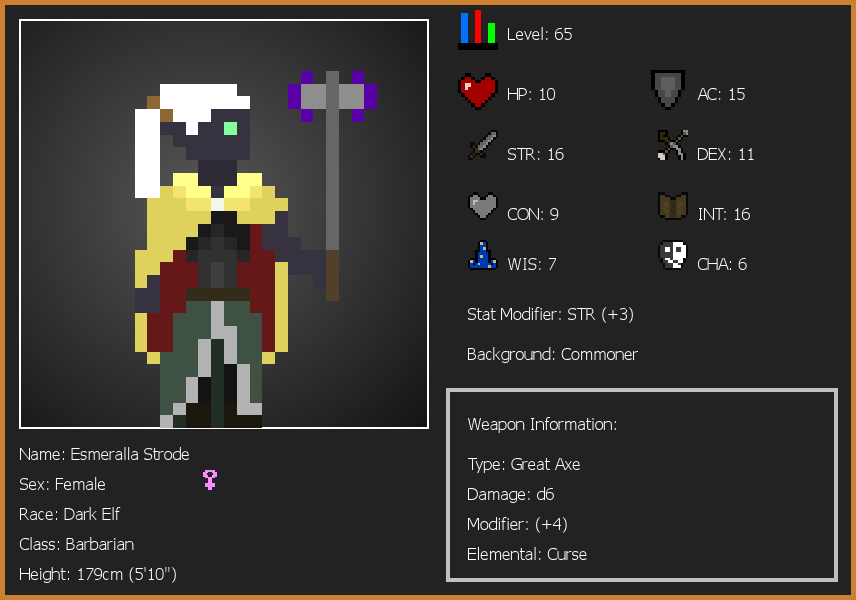 Level: 65
HP: 10
AC: 15
STR: 16
DEX: 11
CON: 9
INT: 16
WIS: 7
CHA: 6
Stat Modifier: STR (+3)
Background: Commoner
Weapon Information:
Type: Great Axe
Damage: d6
Modifier: (+4)
Elemental: Curse
Name: Esmeralla Strode
Sex: Female
Race: Dark Elf
Class: Barbarian
Height: 179cm (5'10")